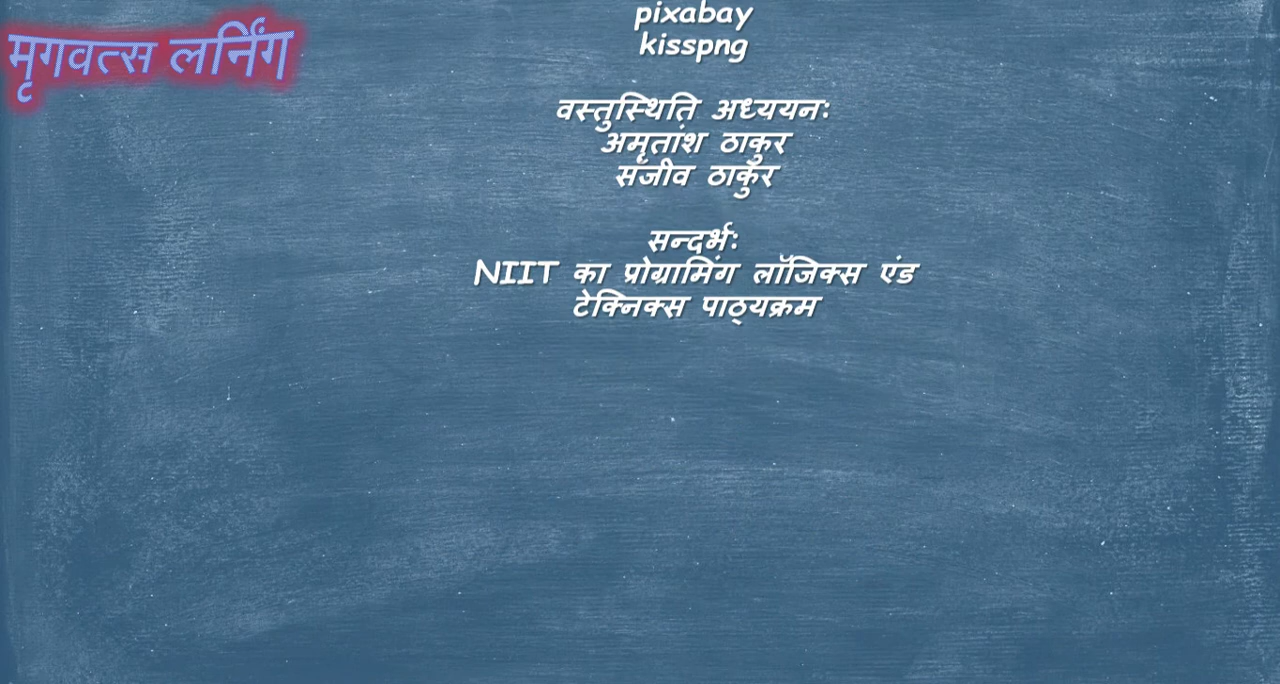 मृगवत्स लर्निंग
pixabay
kisspng
वस्तुस्थिति अध्ययन:
अमृतांश ठाकुर
संजीव ठाकुर
सन्दर्भ:
NIIT का प्रोग्रामिंग लॉजिक्स एंड
टेक्निक्स पाठ्यक्रम